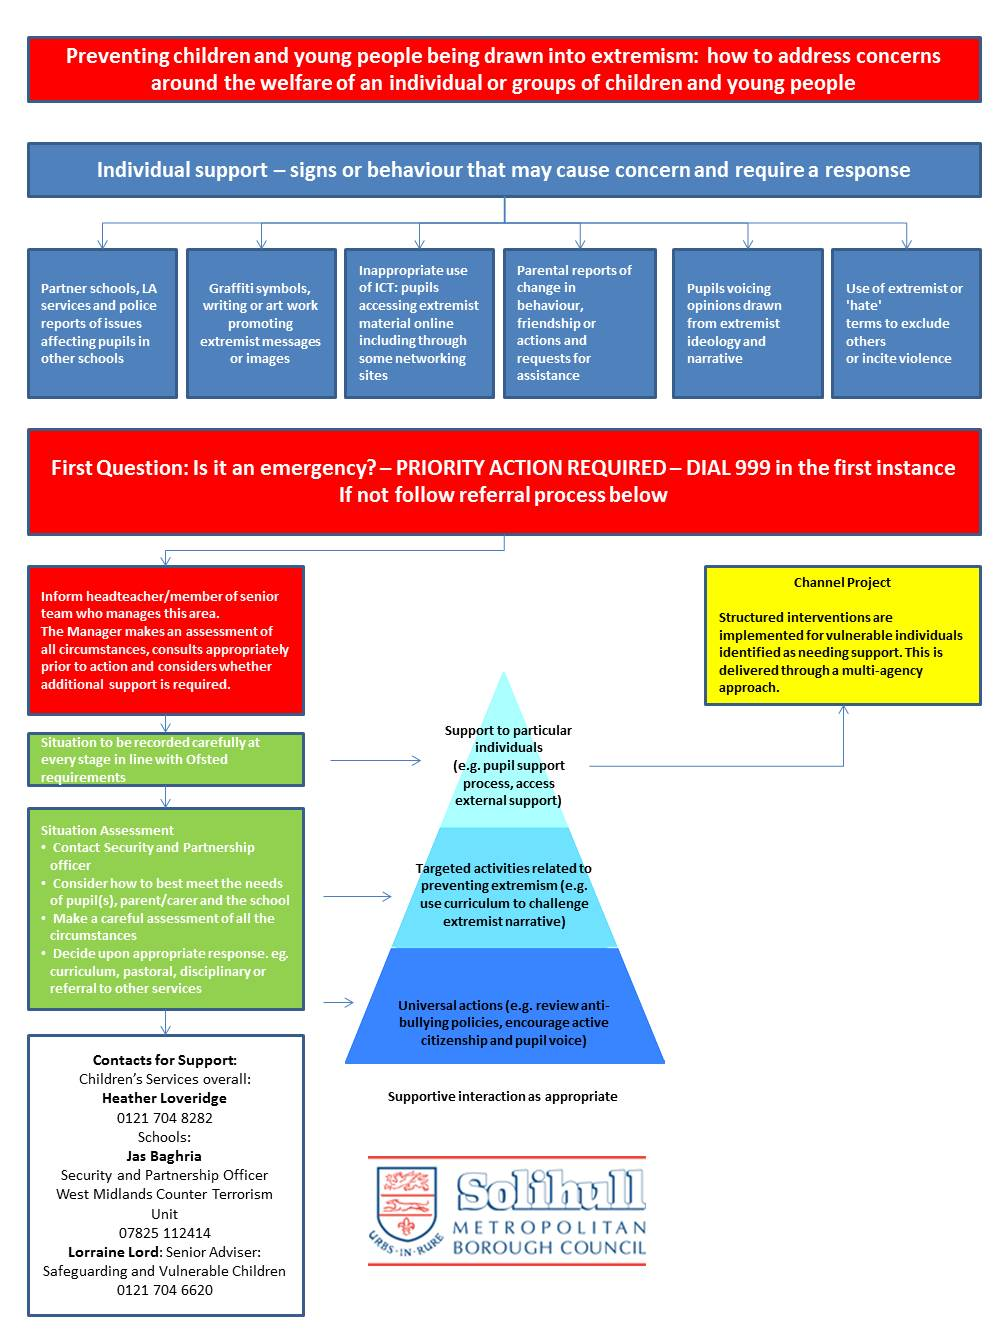 Preventing children and young people being drawn into extremism: how to address concerns
around the welfare of an individual or groups of children and young people
Individual support – signs or behaviour that may cause concern and require a response
Partner schools, LA
services and police
reports of issues
affecting pupils in
other schools
Graffiti symbols,
writing or art work
promoting
extremist messages
or images
Inappropriate use
of ICT: pupils
accessing extremist
material online
including through
some networking
sites
Parental reports of
change in
behaviour,
friendship or
actions and
requests for
assistance
Pupils voicing
opinions drawn
from extremist
ideology and
narrative
Use of extremist or
'hate'
terms to exclude
others
or incite violence
First Question: Is it an emergency? – PRIORITY ACTION REQUIRED – DIAL 999 in the first instance
If not follow referral process below
Inform headteacher/member of senior
team who manages this area.
The Manager makes an assessment of
all circumstances, consults appropriately
prior to action and considers whether
additional support is required.
Situation to be recorded carefully at
every stage in line with Ofsted
requirements
Situation Assessment
• Contact Security and Partnership
officer
• Consider how to best meet the needs
of pupil(s), parent/carer and the school
• Make a careful assessment of all the
circumstances
• Decide upon appropriate response. eg.
curriculum, pastoral, disciplinary or
referral to other services
Contacts for Support:
Children's Services overall:
Heather Loveridge
0121 704 8282
Schools:
Jas Baghria
Security and Partnership Officer
West Midlands Counter Terrorism
Unit
07825 112414
Lorraine Lord: Senior Adviser:
Safeguarding and Vulnerable Children
0121 704 6620
Support to particular
individuals
(e.g. pupil support
process, access
external support)
Targeted activities related to
preventing extremism (e.g.
use curriculum to challenge
extremist narrative)
Universal actions (e.g. review anti-
bullying policies, encourage active
citizenship and pupil voice)
Supportive interaction as appropriate
Channel Project
Structured interventions are
implemented for vulnerable individuals
identified as needing support. This is
delivered through a multi-agency
approach.
URBS·IN·RURE
Solihull
METROPOLITAN
BOROUGH COUNCIL